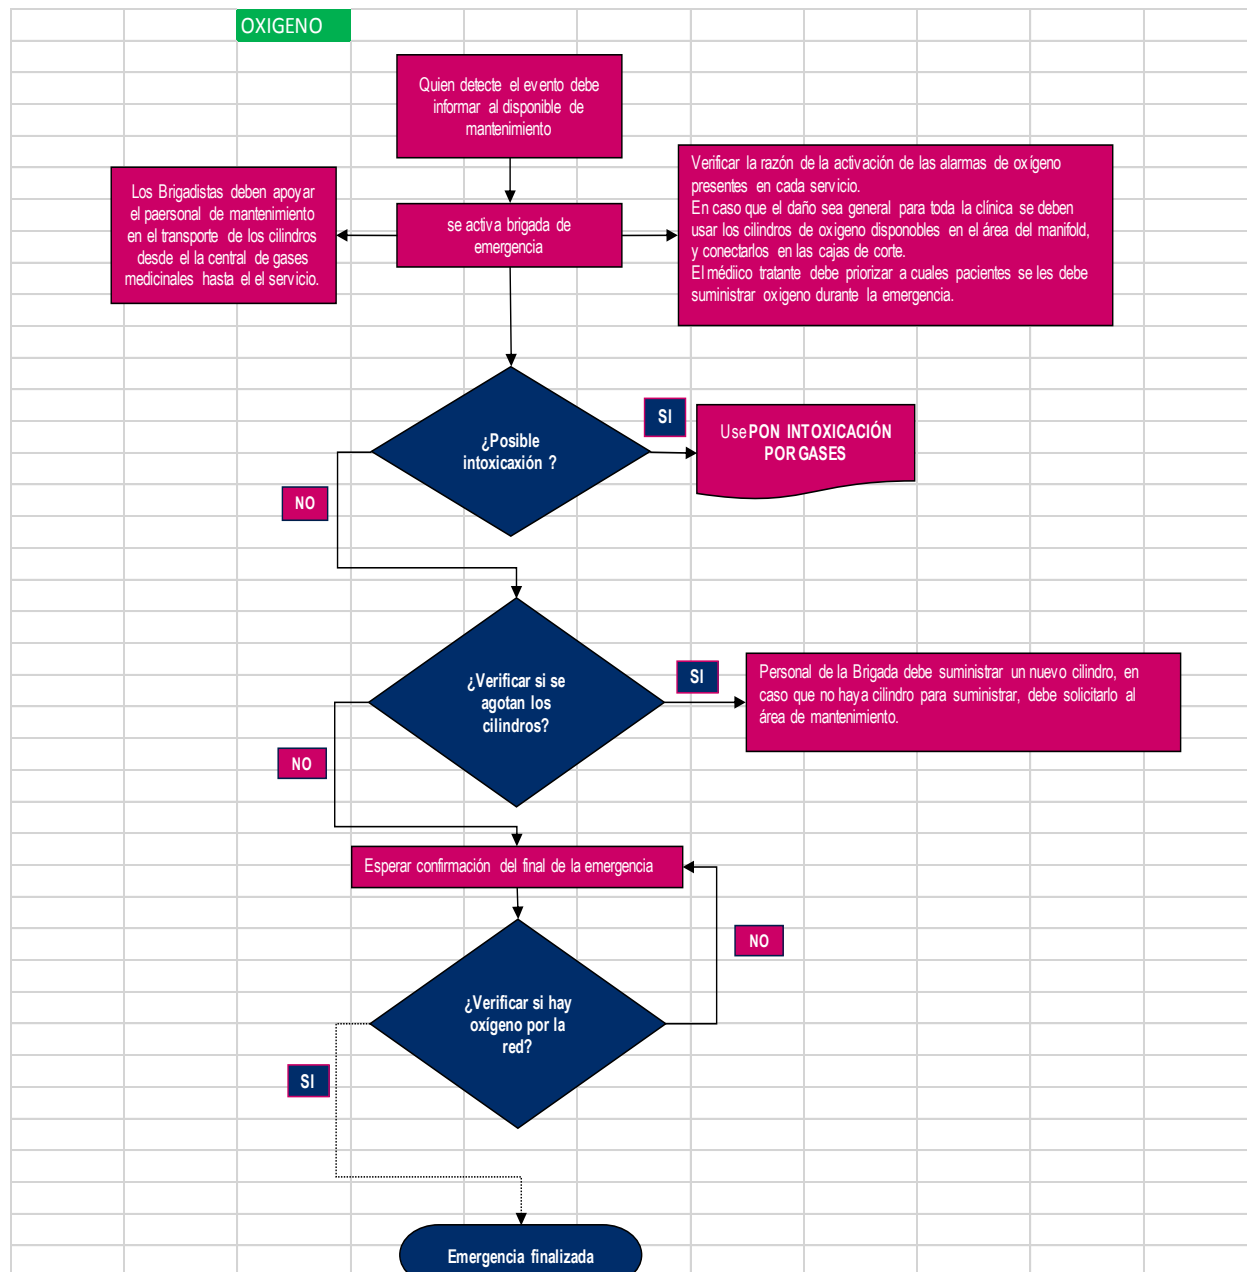 OXIGENO
Quien detecte el evento debe
informar al disponible de
mantenimiento
Los Brigadistas deben apoyar
el paersonal de mantenimiento
en el transporte de los cilindros
desde el la central de gases
medicinales hasta el el servicio.
se activa brigada de
emergencia
Verificar la razón de la activación de las alarmas de oxígeno
presentes en cada servicio.
En caso que el daño sea general para toda la clínica se deben
usar los cilindros de oxigeno disponobles en el área del manifold,
y conectarlos en las cajas de corte.
El médiico tratante debe priorizar a cuales pacientes se les debe
suministrar oxigeno durante la emergencia.
¿Posible
intoxicaxión ?
SI
Use PON INTOXICACIÓN
POR GASES
NO
¿Verificar si se
agotan los
cilindros?
SI
Personal de la Brigada debe suministrar un nuevo cilindro, en
caso que no haya cilindro para suministrar, debe solicitarlo al
área de mantenimiento.
NO
Esperar confirmación del final de la emergencia
NO
¿Verificar si hay
oxígeno por la
red?
SI
Emergencia finalizada